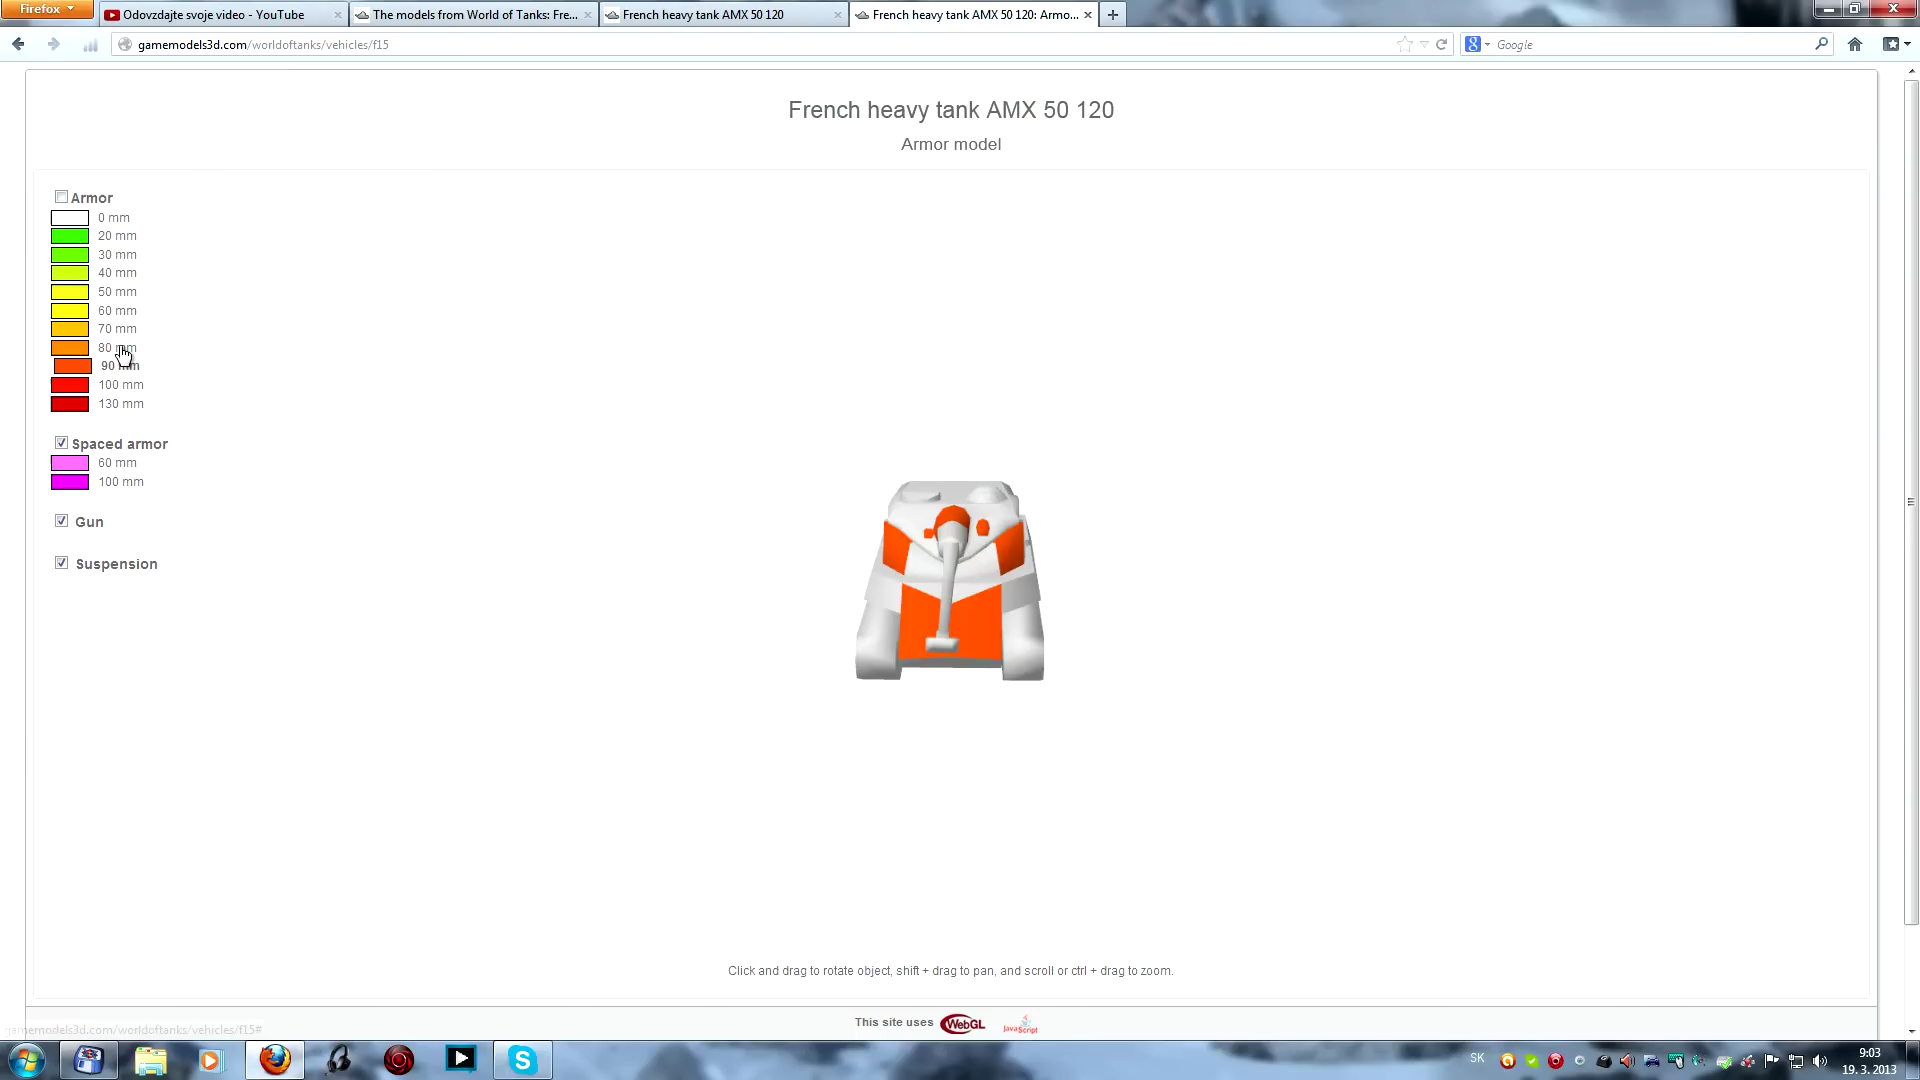 Firefox
Odovzdajte svoje video - YouTube
The models from World of Tanks: Fre...
French heavy tank AMX 50 120
French heavy tank AMX 50 120: Armo...
gamemodels3d.com/worldoftanks/vehicles/f15
Google
French heavy tank AMX 50 120
Armor model
Armor
0 mm
20 mm
30 mm
40 mm
50 mm
60 mm
70 mm
80 mm
90 mm
100 mm
130 mm
Spaced armor
60 mm
100 mm
Gun
Suspension
Click and drag to rotate object, shift + drag to pan, and scroll or ctrl + drag to zoom.
This site uses WebGL JavaScript
gamemodels3d.com/worldoftanks/vehicles/f15#
SK
9:03
19. 3. 2013